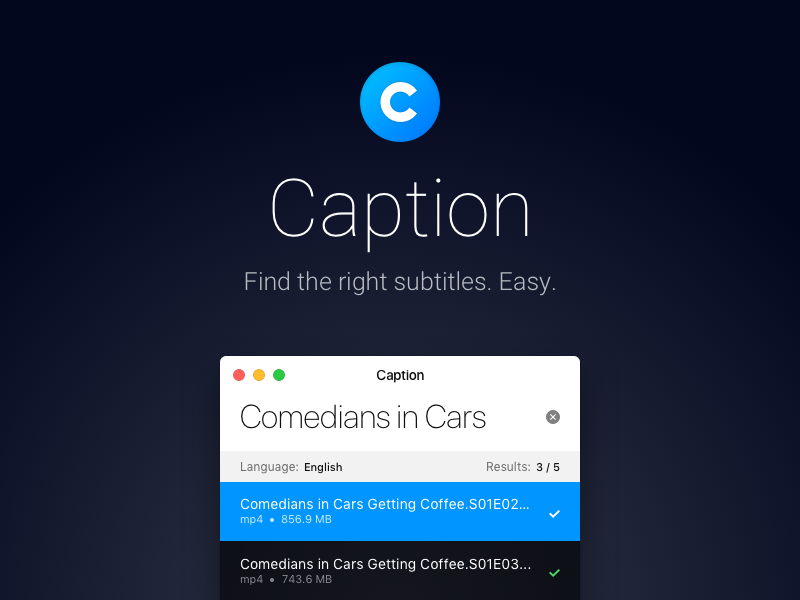 C
Caption
Find the right subtitles. Easy.
Caption
Comedians in Cars
Language: English Results: 3 / 5
Comedians in Cars Getting Coffee.S01E02...
mp4 • 856.9 MB
Comedians in Cars Getting Coffee.S01E03...
mp4 • 743.6 MB